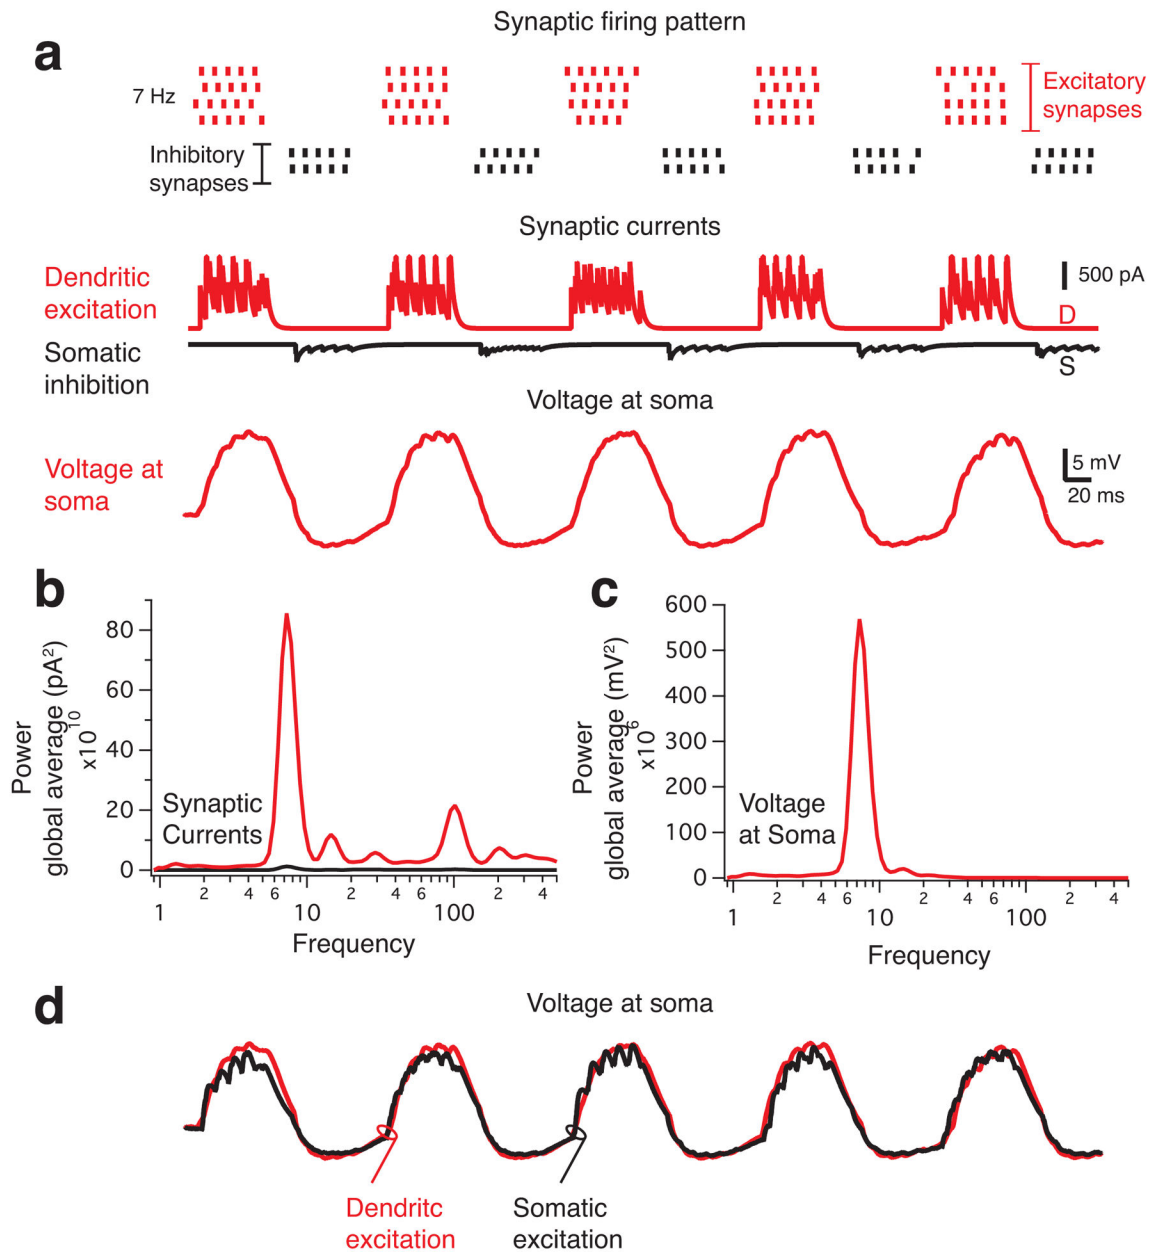 Synaptic firing pattern
a
7 Hz
Excitatory
synapses
Inhibitory
synapses
Synaptic currents
Dendritic
excitation
500 pA
D
Somatic
inhibition
S
Voltage at soma
Voltage at
soma
5 mV
20 ms
b
Power
global average (pA²)
x10
10
80
60
40
20
0
Synaptic
Currents
2 4 6 2 4 6 2 4
1 10 100
Frequency
c
Power
global average (mV²)
x10
6
600
500
400
300
200
100
0
Voltage
at Soma
2 4 6 2 4 6 2 4
1 10 100
Frequency
d
Voltage at soma
Dendritc
excitation
Somatic
excitation